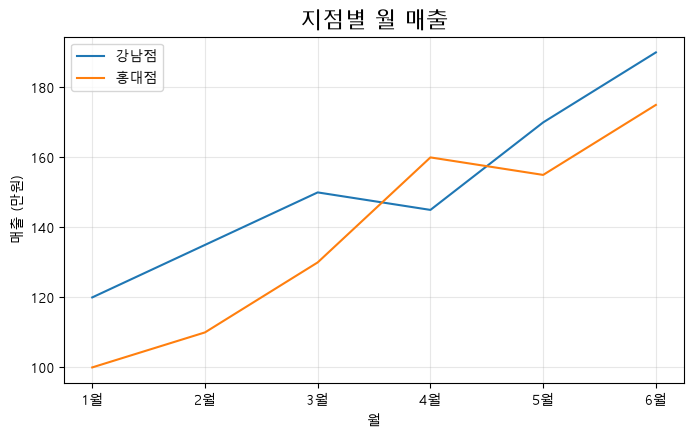 지점별 월 매출
강남점
홍대점
매출 (만원)
180
160
140
120
100
1월 2월 3월 4월 5월 6월
월